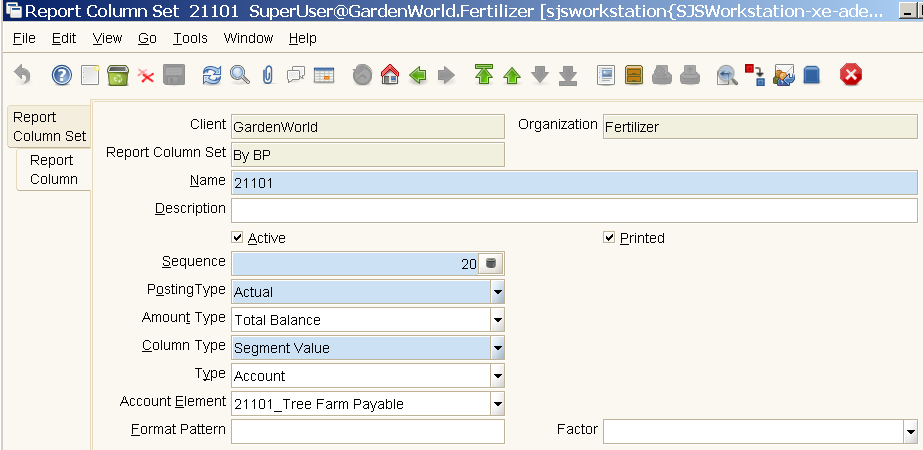 Report Column Set  21101  SuperUser@GardenWorld.Fertilizer [sjsworkstation{SJSWorkstation-xe-ade...
File Edit View Go Tools Window Help
Report Column Set
Report Column
Client GardenWorld Organization Fertilizer
Report Column Set By BP
Name 21101
Description
Active Printed
Sequence 20
PostingType Actual
Amount Type Total Balance
Column Type Segment Value
Type Account
Account Element 21101_Tree Farm Payable
Format Pattern Factor